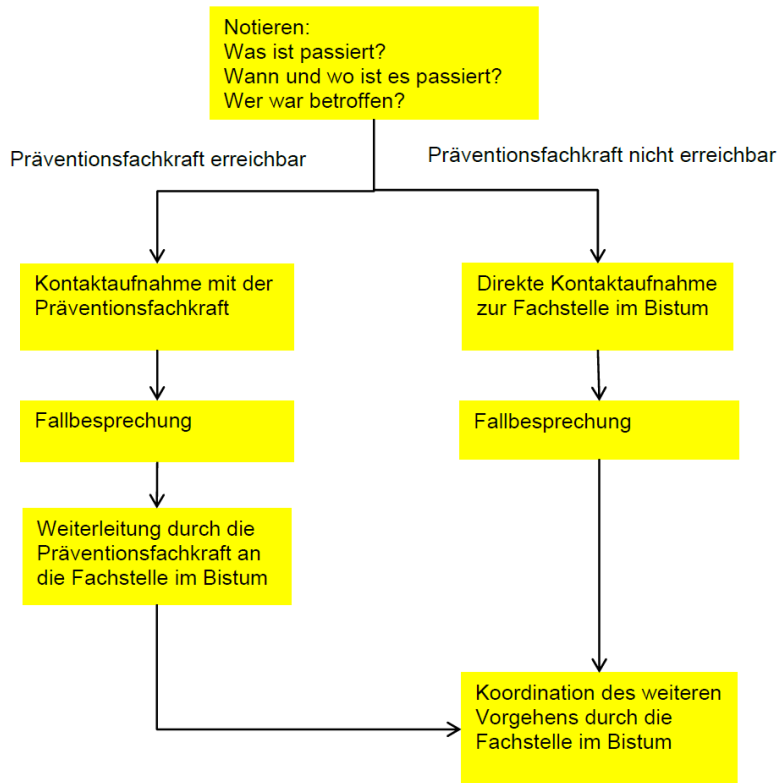 Notieren:
Was ist passiert?
Wann und wo ist es passiert?
Wer war betroffen?
Präventionsfachkraft erreichbar
Präventionsfachkraft nicht erreichbar
Kontaktaufnahme mit der
Präventionsfachkraft
Direkte Kontaktaufnahme
zur Fachstelle im Bistum
Fallbesprechung
Fallbesprechung
Weiterleitung durch die
Präventionsfachkraft an
die Fachstelle im Bistum
Koordination des weiteren
Vorgehens durch die
Fachstelle im Bistum